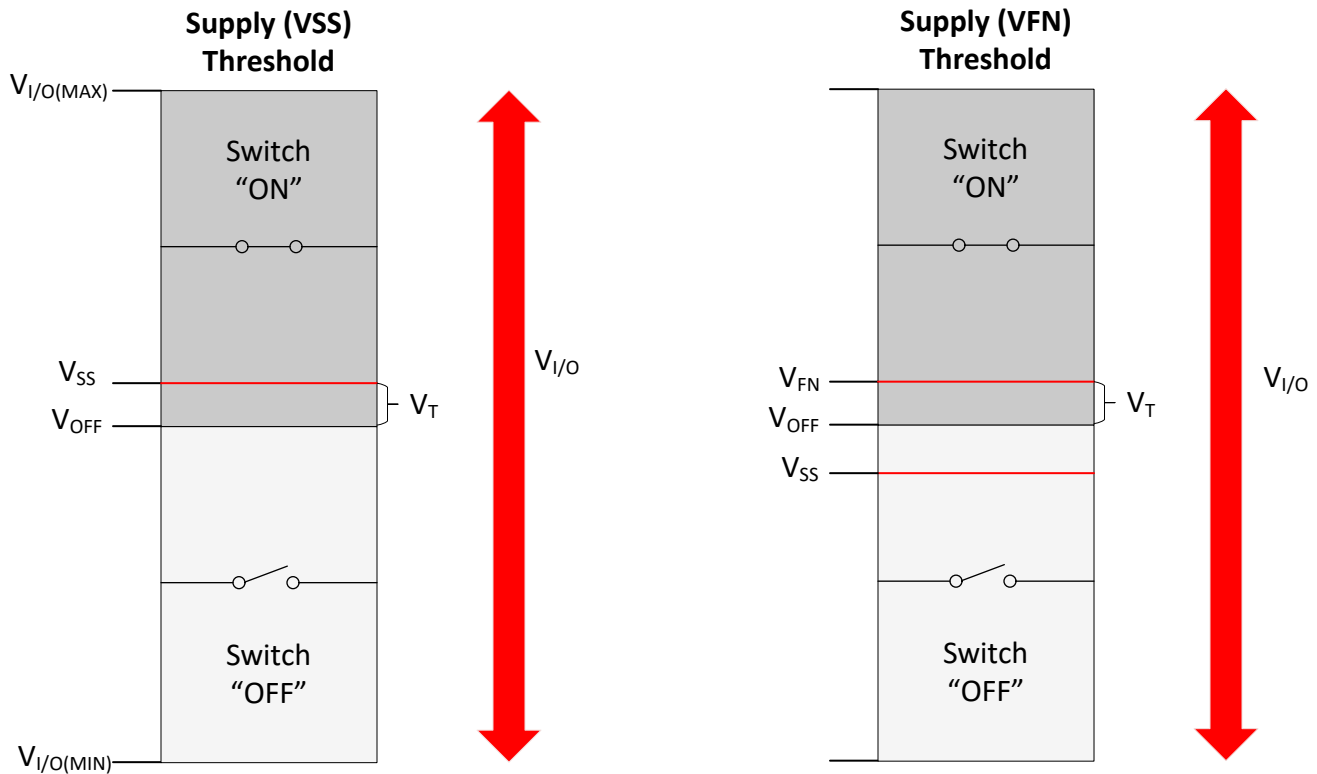 Supply (VSS)
Threshold
V_I/O(MAX)
Switch
“ON”
V_SS
V_OFF
V_T
V_I/O
Switch
“OFF”
V_I/O(MIN)
Supply (VFN)
Threshold
Switch
“ON”
V_FN
V_OFF
V_SS
V_T
V_I/O
Switch
“OFF”